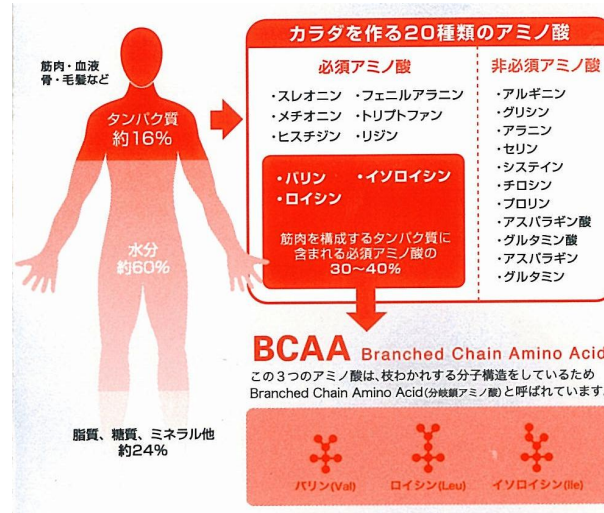 筋肉・血液
骨・毛髪など
タンパク質
約16%
水分
約60%
脂質、糖質、ミネラル他
約24%
カラダを作る20種類のアミノ酸
必須アミノ酸
・スレオニン ・フェニルアラニン
・メチオニン ・トリプトファン
・ヒスチジン ・リジン
・バリン ・イソロイシン
・ロイシン
筋肉を構成するタンパク質に
含まれる必須アミノ酸の
30〜40%
非必須アミノ酸
・アルギニン
・グリシン
・アラニン
・セリン
・システイン
・チロシン
・プロリン
・アスパラギン酸
・グルタミン酸
・アスパラギン
・グルタミン
BCAA Branched Chain Amino Acid
この3つのアミノ酸は、枝わかれする分子構造をしているため
Branched Chain Amino Acid(分岐鎖アミノ酸)と呼ばれています。
バリン(Val) ロイシン(Leu) イソロイシン(Ile)